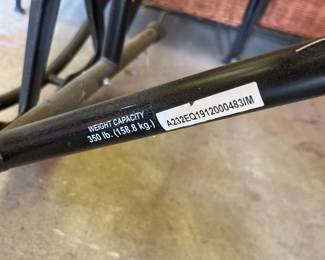 WEIGHT CAPACITY
350 lb. (158.8 kg.)
A232EQ1912000483IM